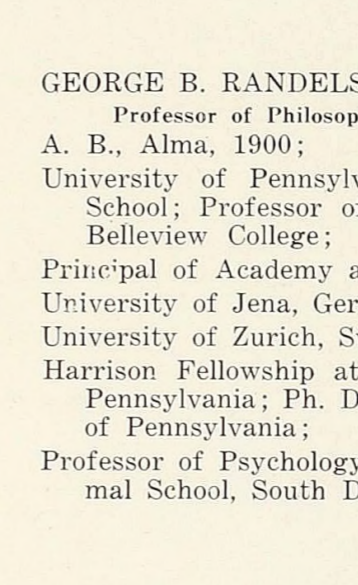 GEORGE B. RANDELS
Professor of Philosop
A. B., Alma, 1900;
University of Pennsylv
School; Professor of
Belleview College;
Principal of Academy a
University of Jena, Ger
University of Zurich, S
Harrison Fellowship at
Pennsylvania; Ph. D
of Pennsylvania;
Professor of Psychology
mal School, South D